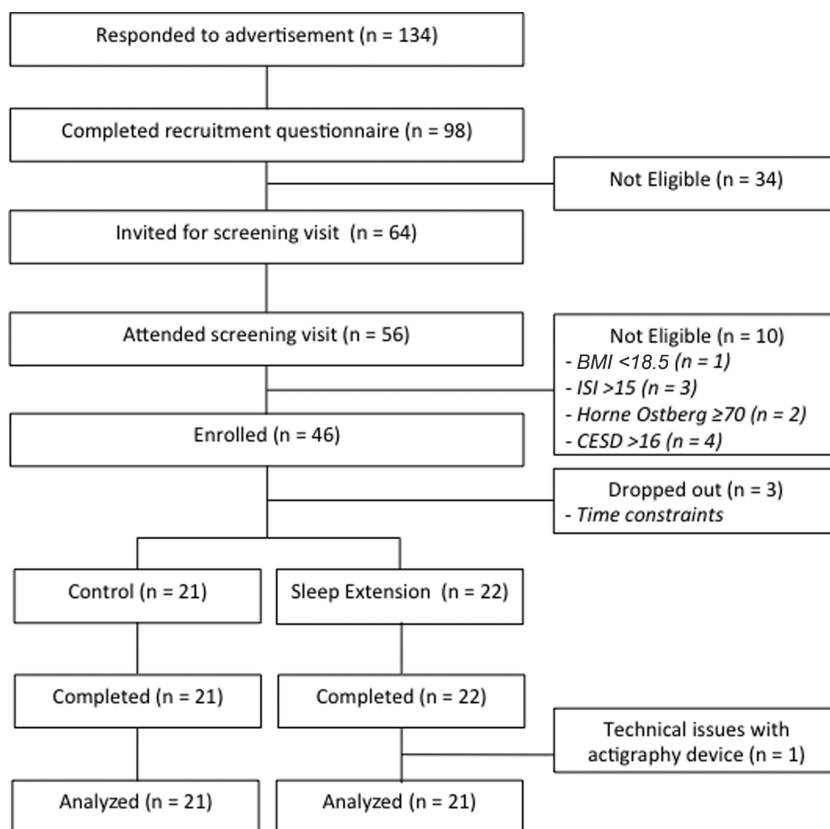 Responded to advertisement (n = 134)
Completed recruitment questionnaire (n = 98)
Not Eligible (n = 34)
Invited for screening visit (n = 64)
Attended screening visit (n = 56)
Not Eligible (n = 10)
- BMI <18.5 (n = 1)
- ISI >15 (n = 3)
- Horne Ostberg ≥70 (n = 2)
- CESD >16 (n = 4)
Enrolled (n = 46)
Dropped out (n = 3)
- Time constraints
Control (n = 21)
Sleep Extension (n = 22)
Completed (n = 21)
Completed (n = 22)
Technical issues with
actigraphy device (n = 1)
Analyzed (n = 21)
Analyzed (n = 21)